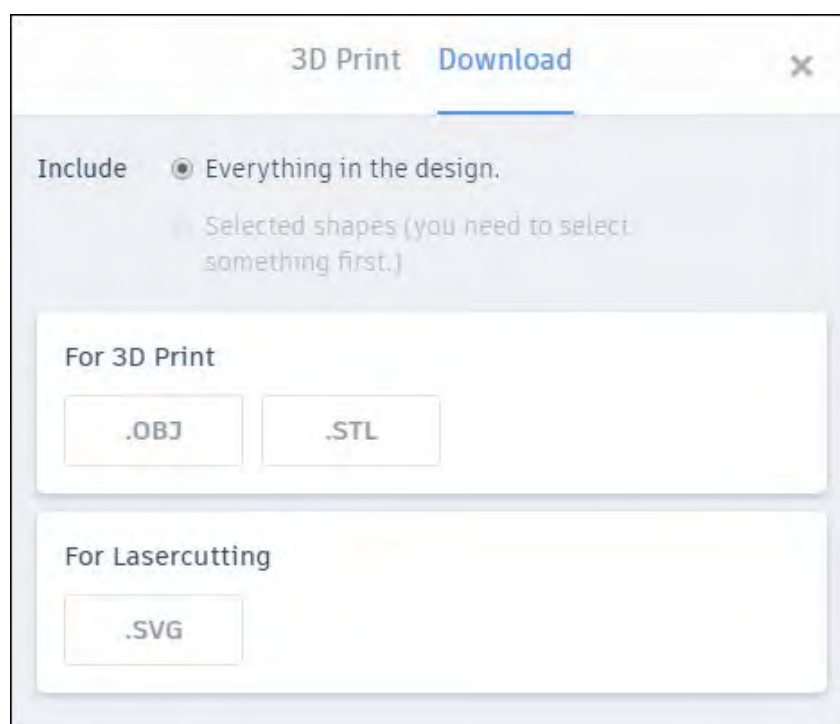 3D Print Download ×
Include Everything in the design.
Selected shapes (you need to select
something first.)
For 3D Print
.OBJ .STL
For Lasercutting
.SVG